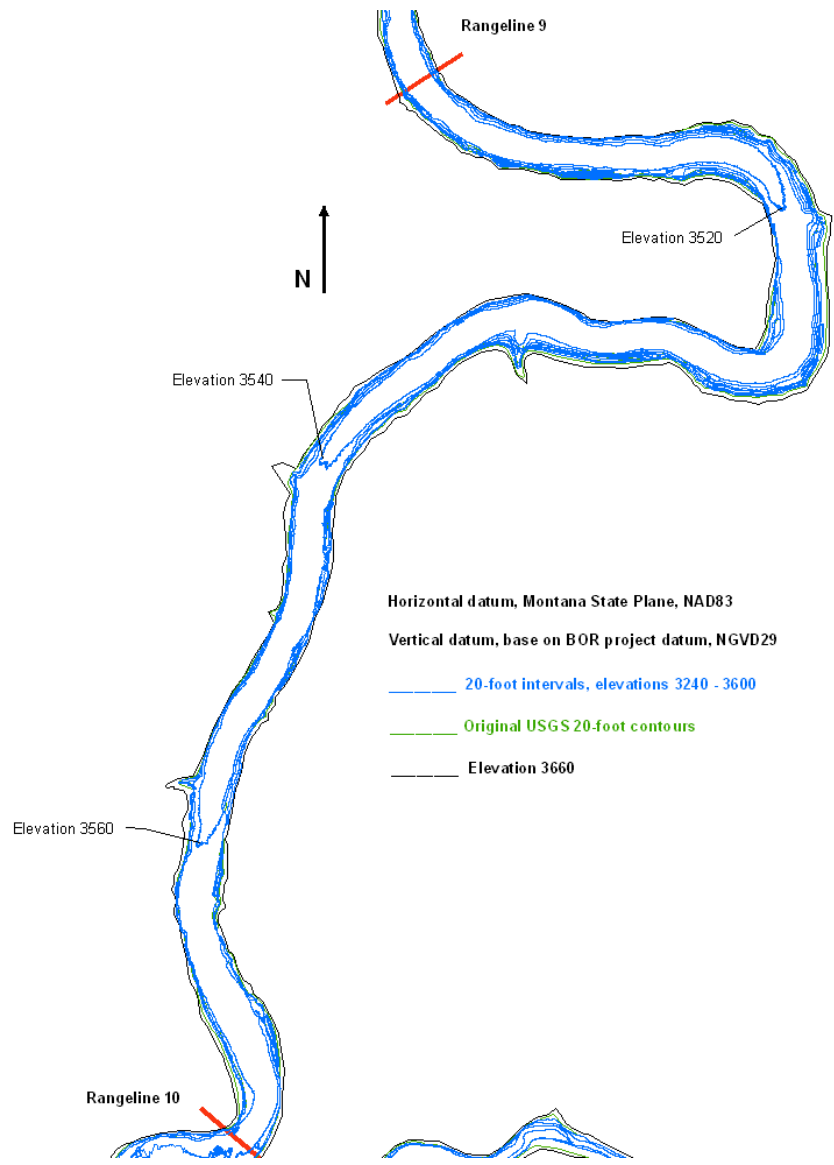 Rangeline 9
Elevation 3520
N
Elevation 3540
Horizontal datum, Montana State Plane, NAD83
Vertical datum, base on BOR project datum, NGVD29
20-foot intervals, elevations 3240 - 3600
Original USGS 20-foot contours
Elevation 3660
Elevation 3560
Rangeline 10